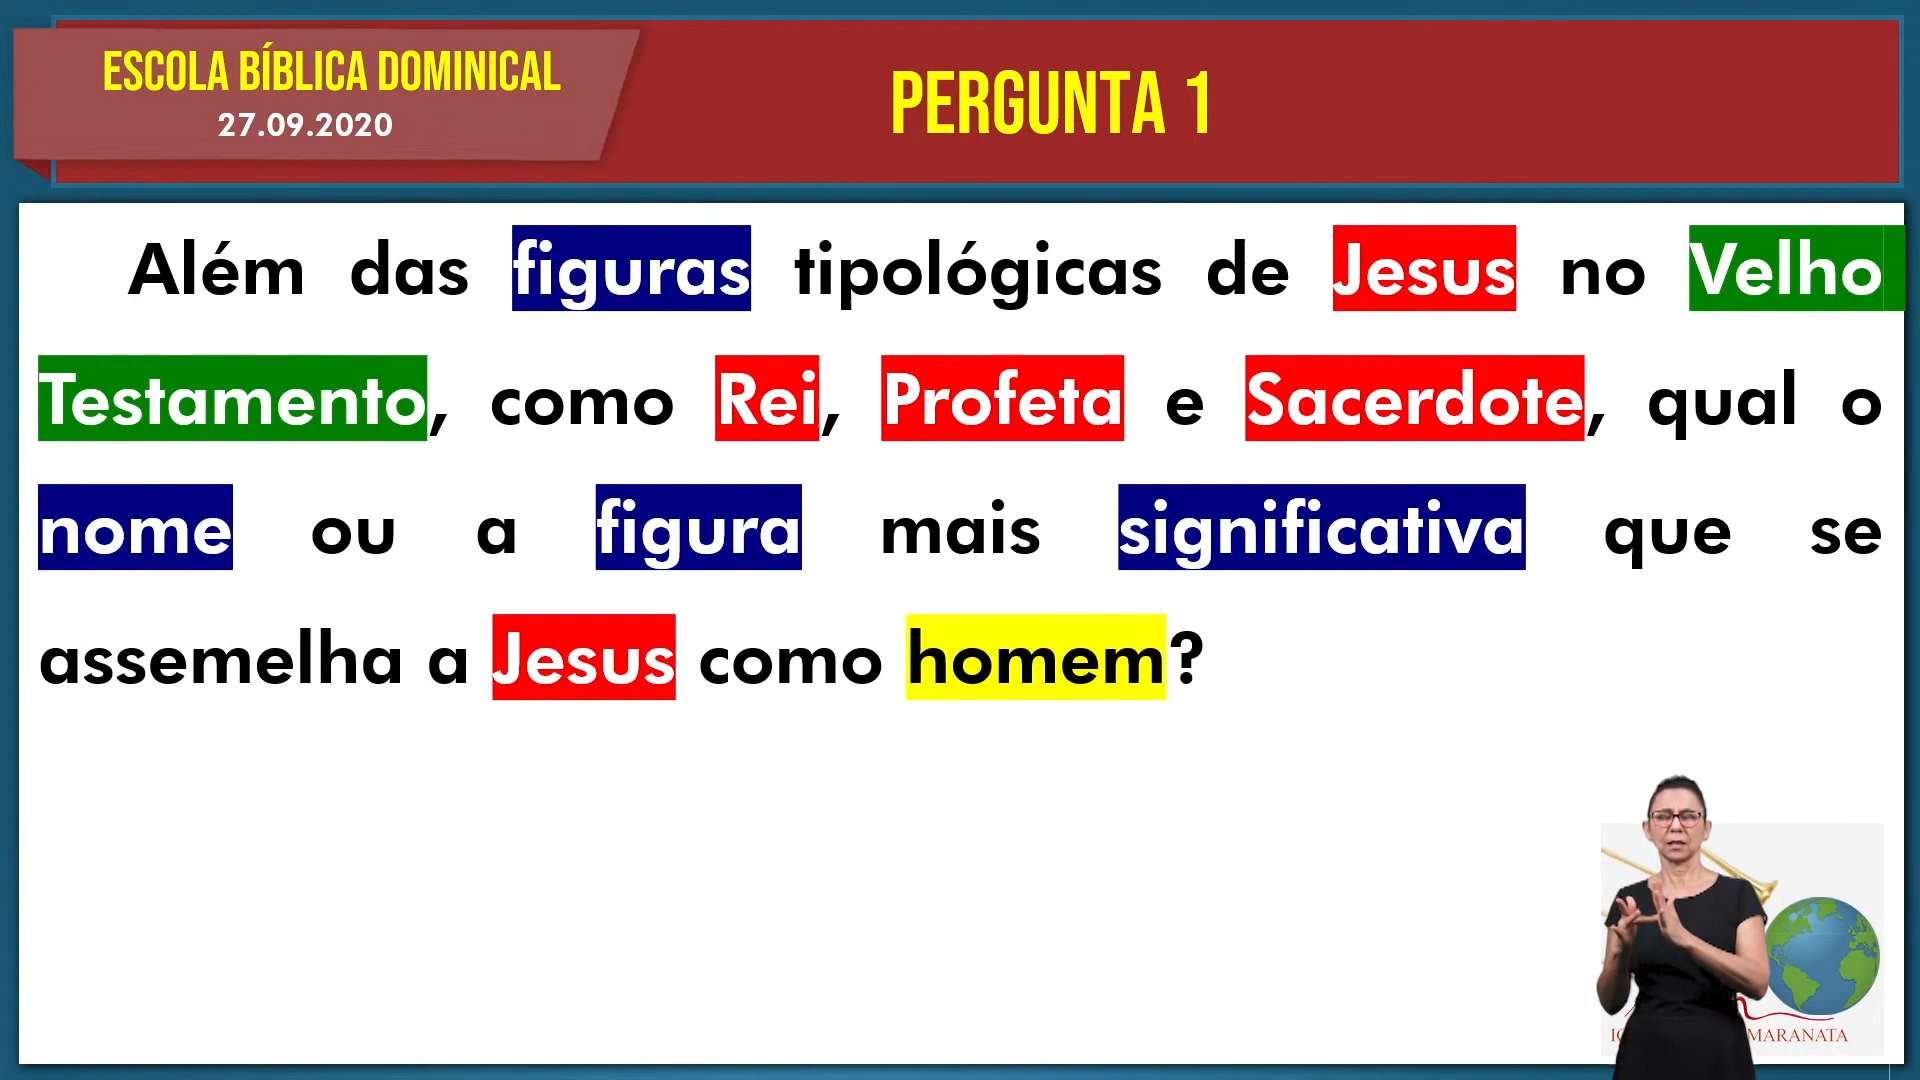 ESCOLA BÍBLICA DOMINICAL
27.09.2020
PERGUNTA 1
Além das figuras tipológicas de Jesus no Velho
Testamento, como Rei, Profeta e Sacerdote, qual o
nome ou a figura mais significativa que se
assemelha a Jesus como homem?
MARANATA